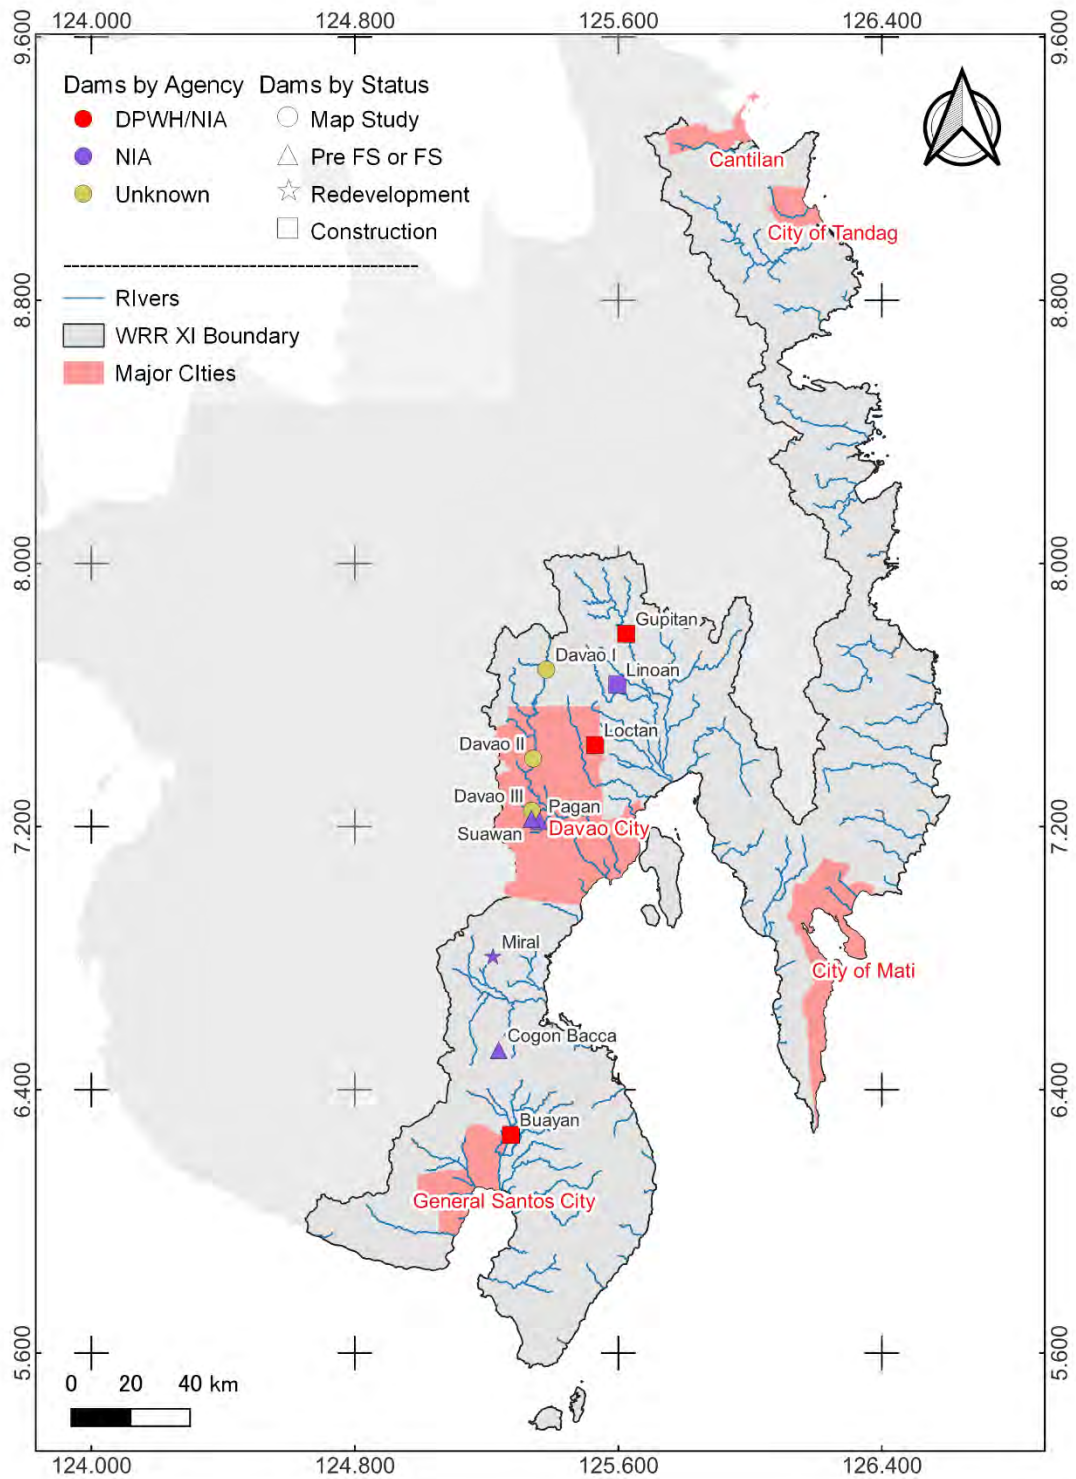 124.000 124.800 125.600 126.400
9.600 9.600
Dams by Agency Dams by Status
DPWH/NIA Map Study
NIA Pre FS or FS
Unknown Redevelopment
Construction
RIvers
WRR XI Boundary
Major CIties
Cantilan
City of Tandag
8.800 8.800
8.000 8.000
Gupitan
Davao I
Linoan
Loctan
Davao II
Davao III
Pagan
Suawan
Davao City
7.200 7.200
Miral
City of Mati
Cogon Bacca
6.400 6.400
Buayan
General Santos City
5.600 5.600
0 20 40 km
124.000 124.800 125.600 126.400